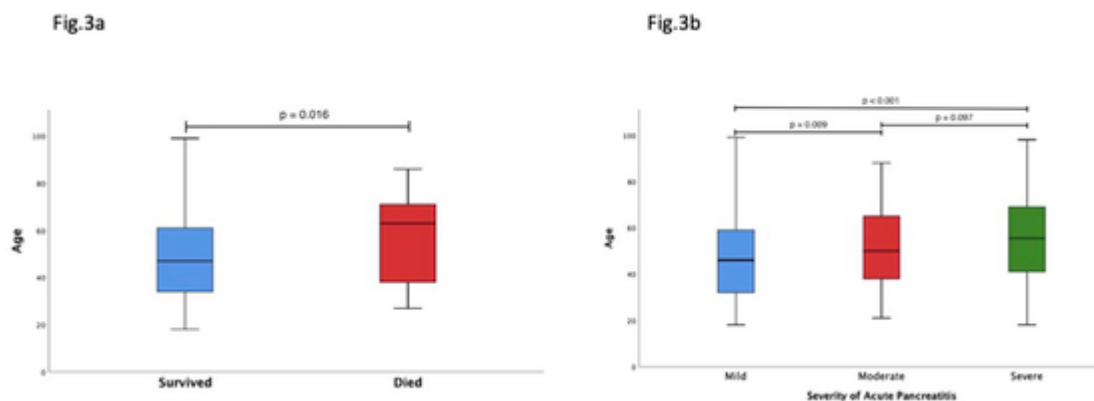 Fig.3a
p = 0.016
100
80
60
40
20
0
Age
Survived
Died
Fig.3b
p < 0.001
p = 0.009
p = 0.097
100
80
60
40
20
0
Age
Mild
Moderate
Severe
Severity of Acute Pancreatitis